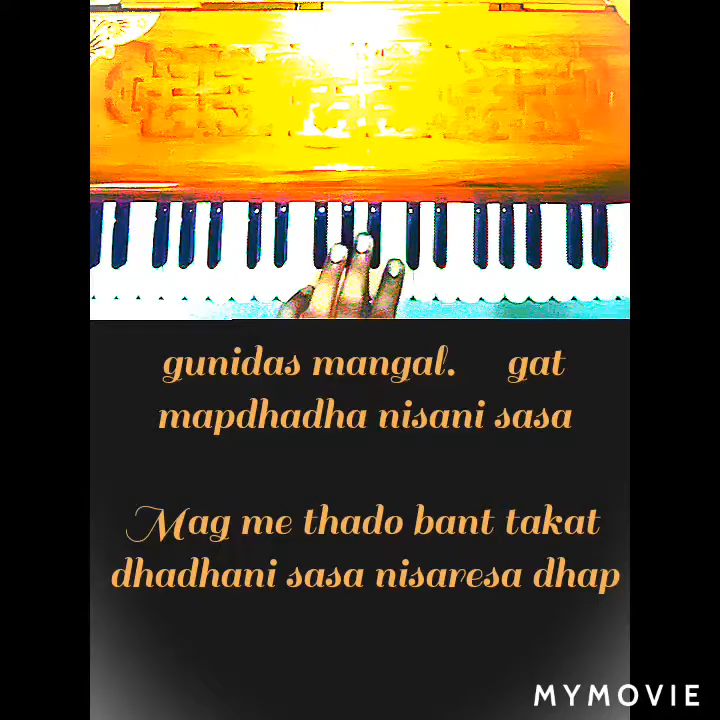 gunidas mangal. gat
mapdhadha nisani sasa
Mag me thado bant takat
dhadhani sasa nisaresa dhap
MYMOVIE